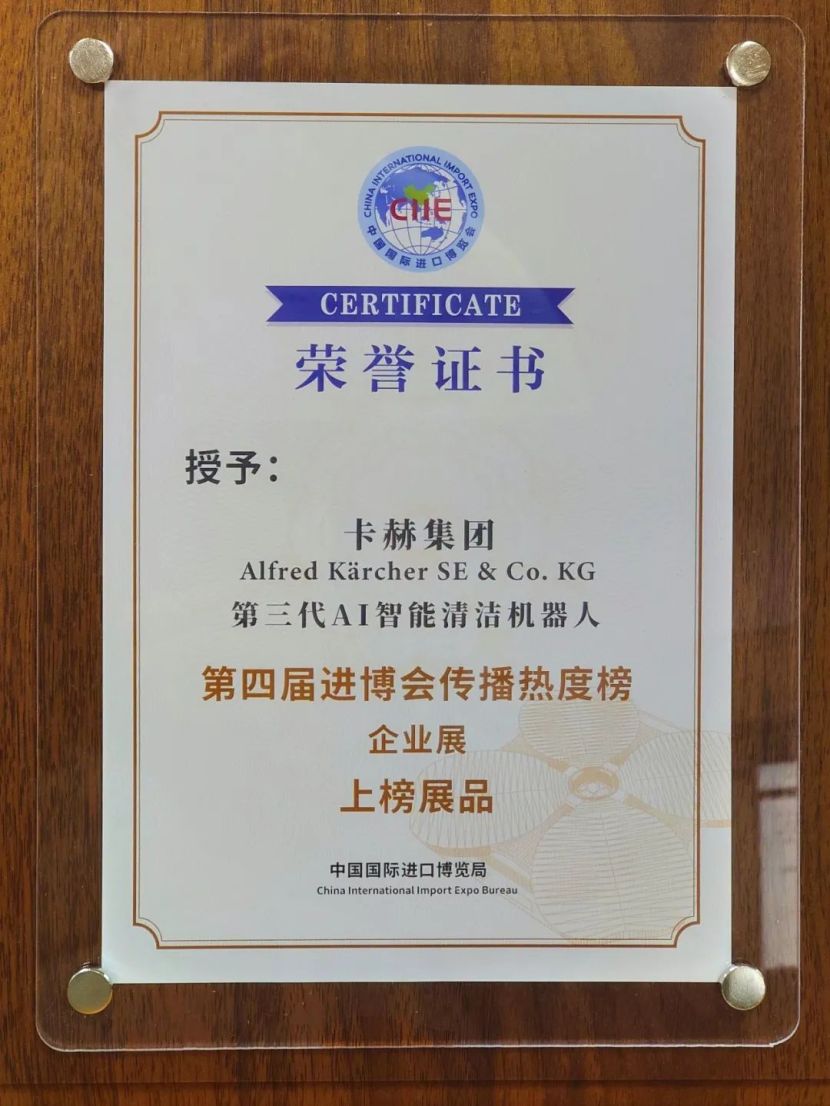 CHINA INTERNATIONAL IMPORT EXPO
CIIE
中国国际进口博览会
CERTIFICATE
荣誉证书
授予：
卡赫集团
Alfred Kärcher SE & Co. KG
第三代AI智能清洁机器人
第四届进博会传播热度榜
企业展
上榜展品
中国国际进口博览局
China International Import Expo Bureau